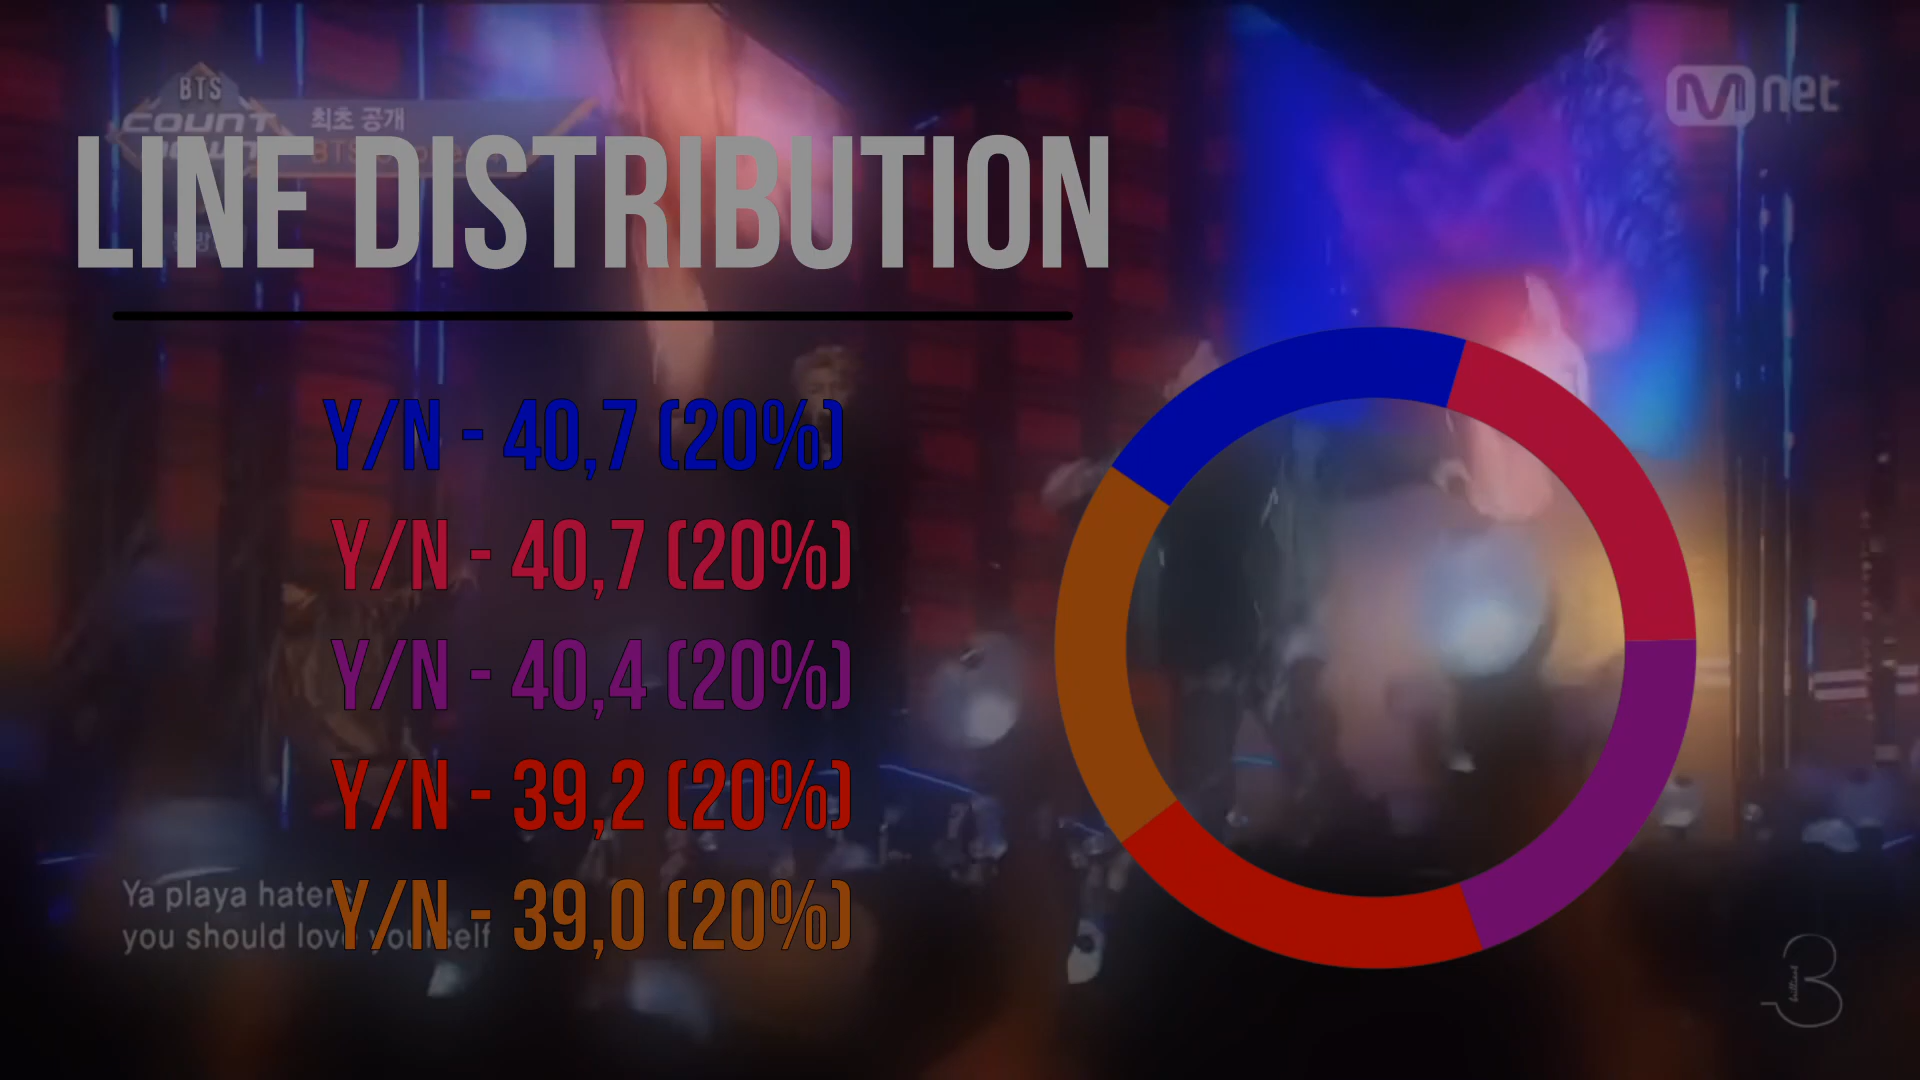 BTS
COUNT
최초 공개
Mnet
LINE DISTRIBUTION
Y/N - 40,7 (20%)
Y/N - 40,7 (20%)
Y/N - 40,4 (20%)
Y/N - 39,2 (20%)
Y/N - 39,0 (20%)
Ya playa haters
you should love yourself